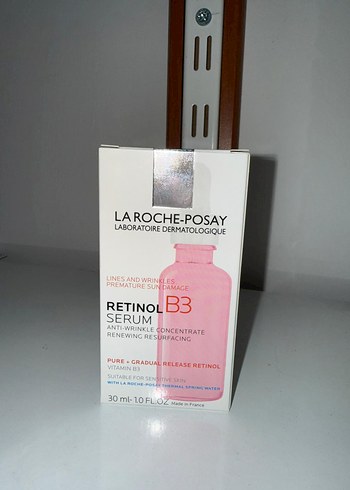 LA ROCHE-POSAY
LABORATOIRE DERMATOLOGIQUE
LINES AND WRINKLES
PREMATURE SUN DAMAGE
RETINOL B3
SERUM
ANTI-WRINKLE CONCENTRATE
RENEWING RESURFACING
PURE + GRADUAL RELEASE RETINOL
VITAMIN B3
SUITABLE FOR SENSITIVE SKIN
WITH LA ROCHE-POSAY THERMAL SPRING WATER
30 ml - 1.0 FL.OZ Made in France